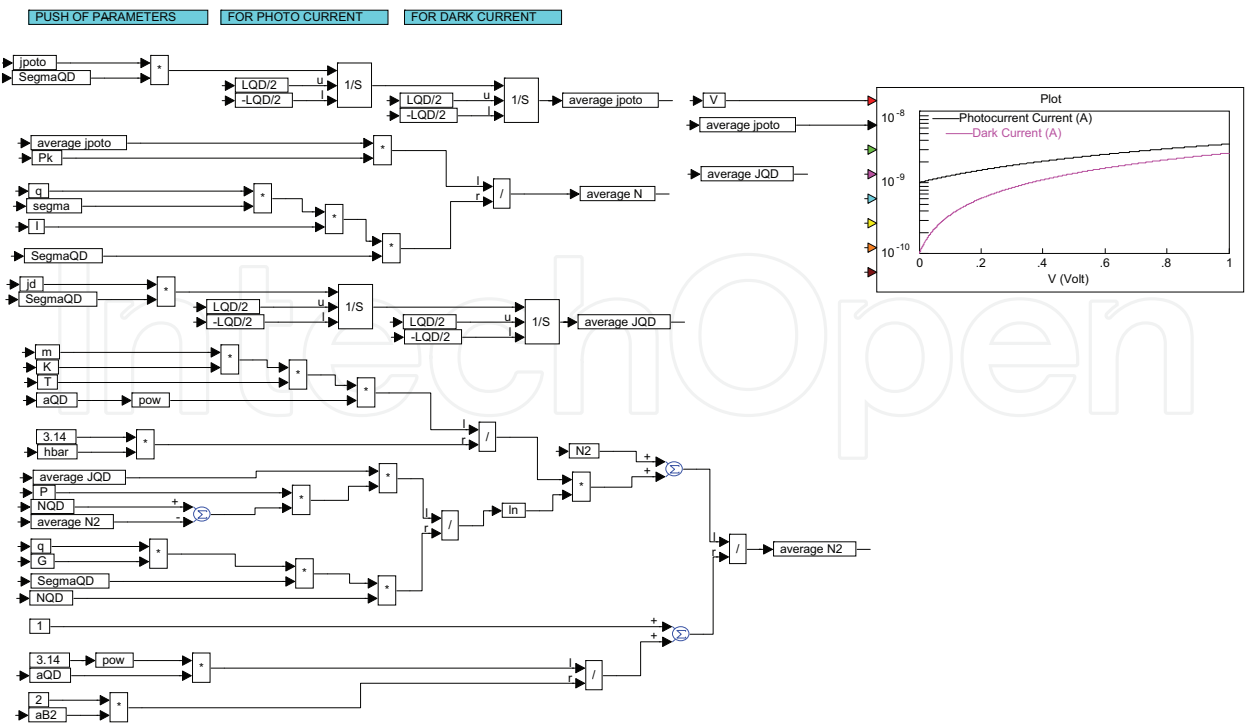 PUSH OF PARAMETERS
FOR PHOTO CURRENT
FOR DARK CURRENT
jpoto
SegmaQD
*
LQD/2
-LQD/2
u
l
1/S
LQD/2
-LQD/2
u
l
1/S
average jpoto
average jpoto
Pk
*
q
segma
*
l
*
SegmaQD
*
l
r
/
average N
jd
SegmaQD
*
LQD/2
-LQD/2
u
l
1/S
LQD/2
-LQD/2
u
l
1/S
average JQD
m
K
*
T
*
aQD
pow
*
3.14
hbar
*
l
r
/
average JQD
P
NQD
average N2
+
-
Σ
*
*
q
G
*
SegmaQD
*
NQD
*
l
r
/
ln
*
N2
+
+
Σ
1
3.14
pow
aQD
*
2
aB2
*
l
r
/
+
+
Σ
l
r
/
average N2
V
average jpoto
average JQD
Plot
Photocurrent Current (A)
Dark Current (A)
10-8
10-9
10-10
0 .2 .4 .6 .8 1
V (Volt)
IntechOpen